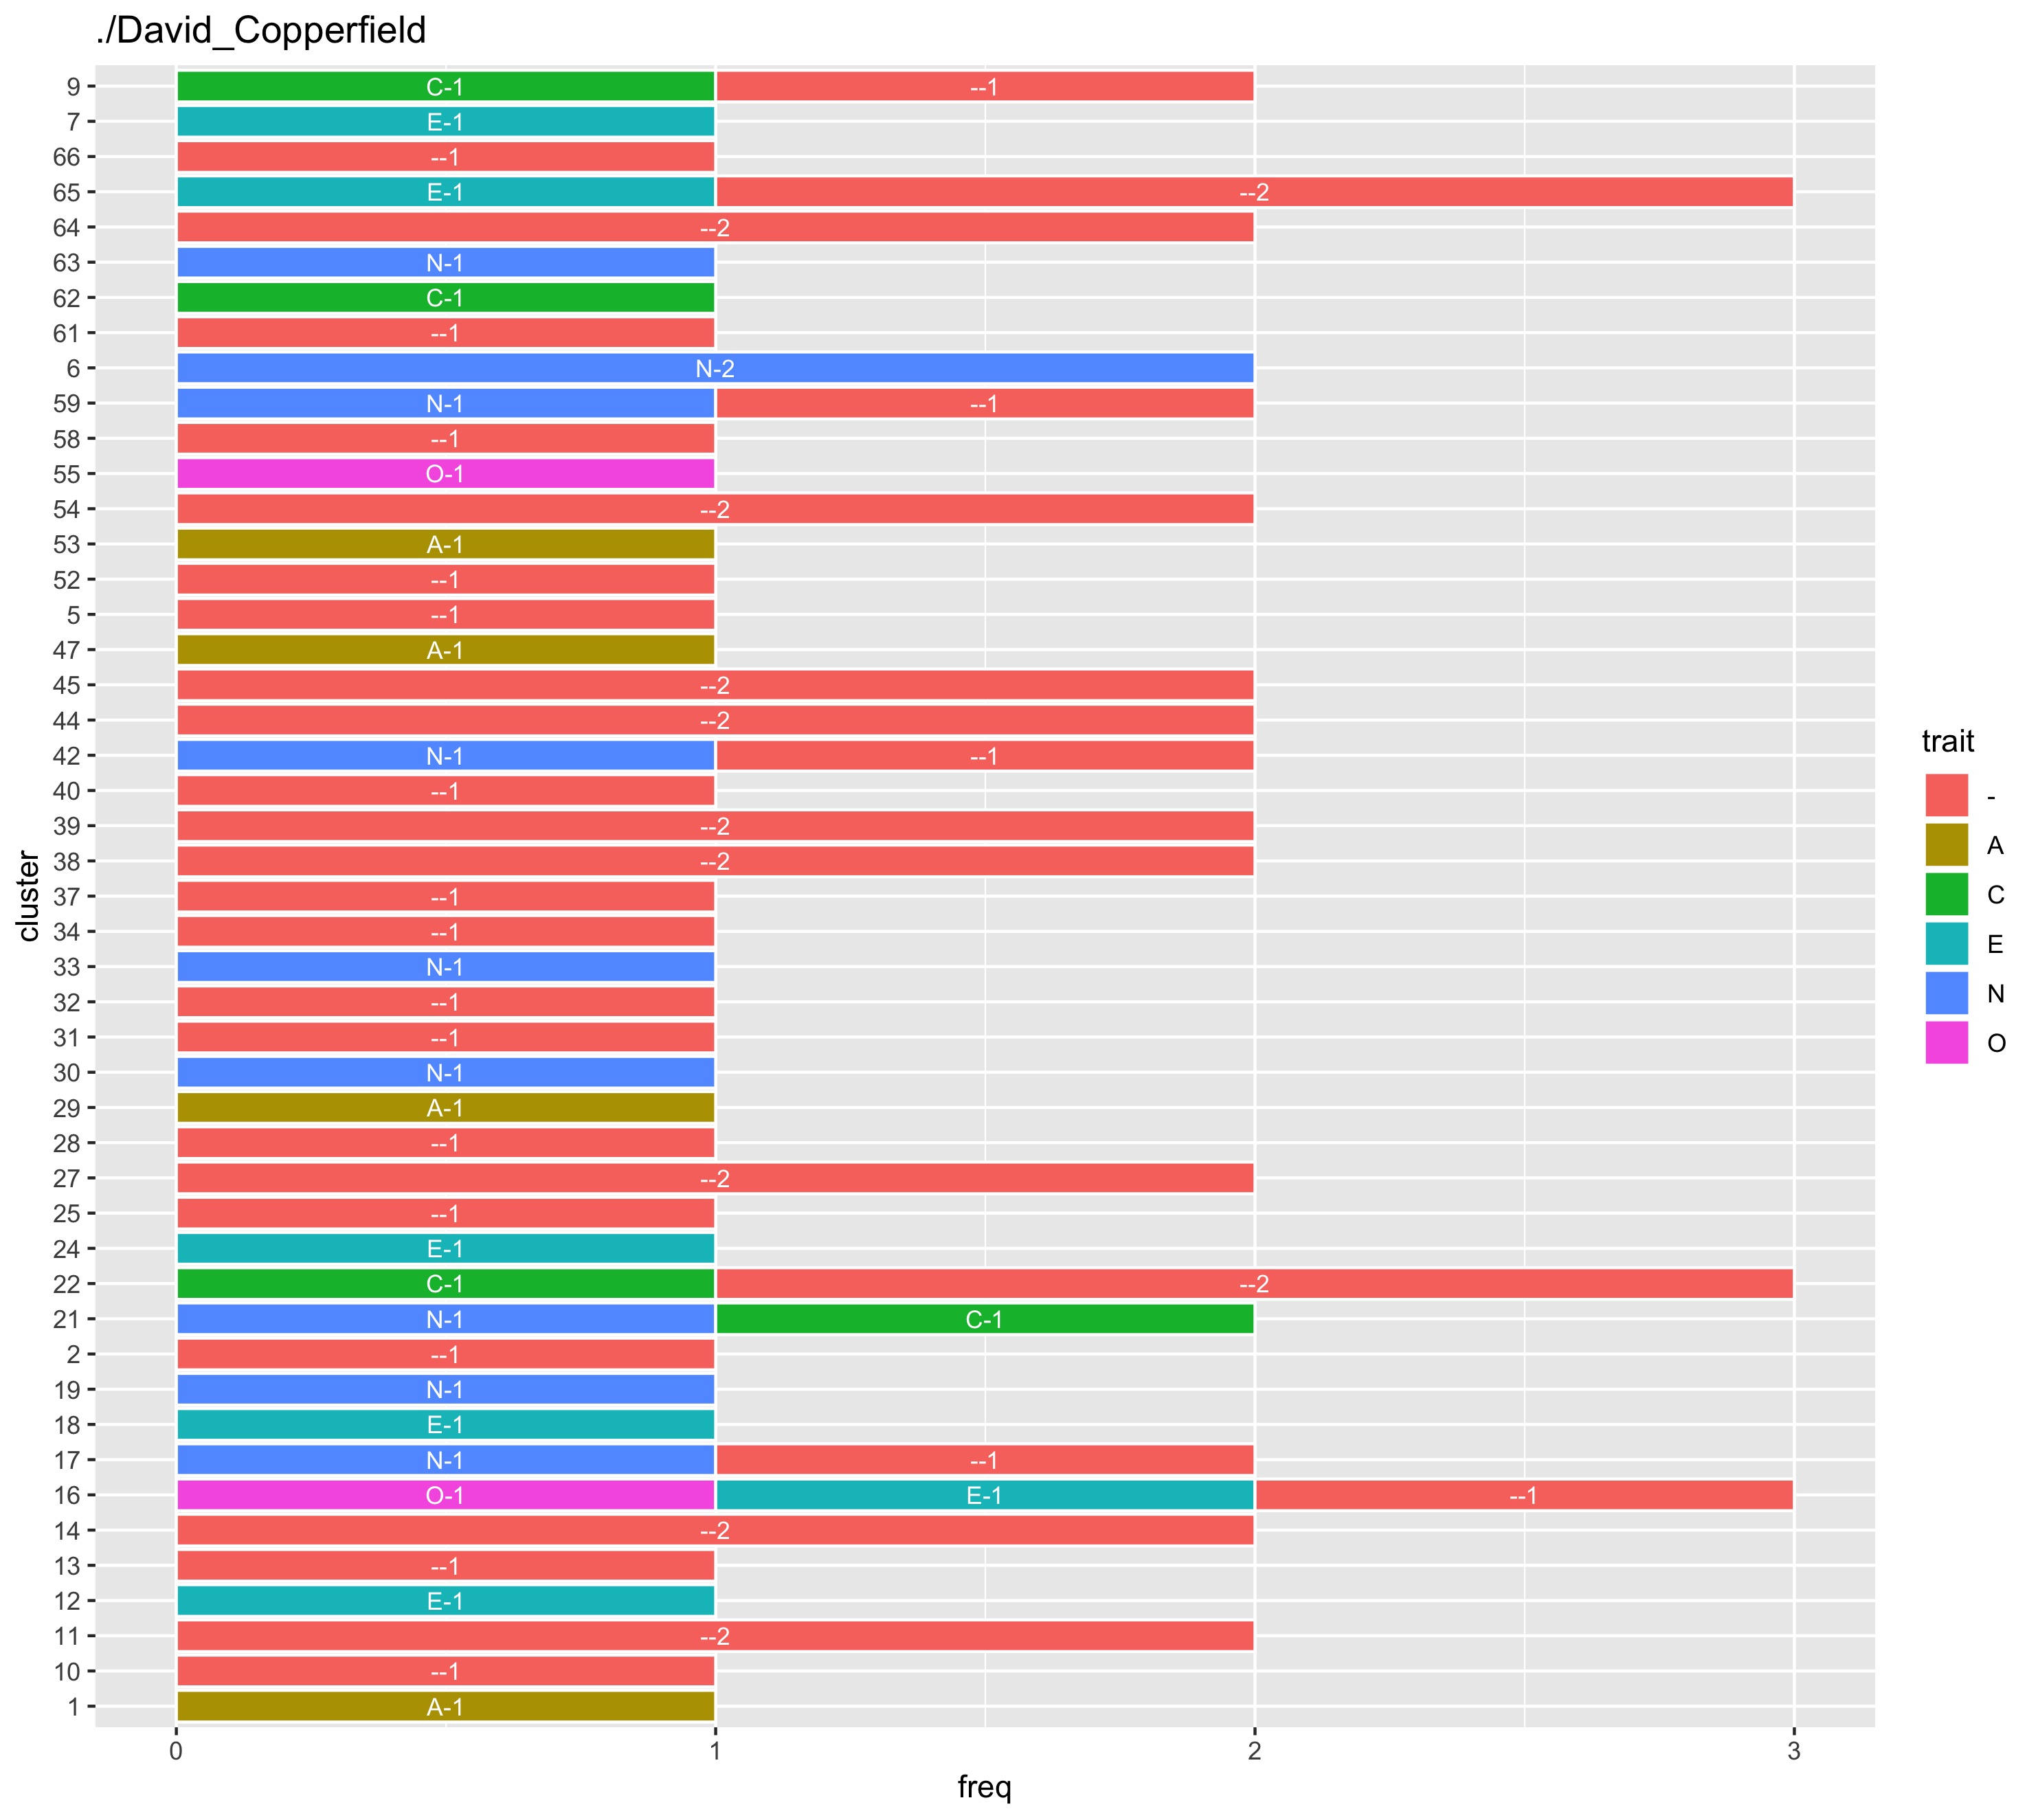 ./David_Copperfield
9 C-1 --1
7 E-1
66 --1
65 E-1 --2
64 --2
63 N-1
62 C-1
61 --1
6 N-2
59 N-1 --1
58 --1
55 O-1
54 --2
53 A-1
52 --1
5 --1
47 A-1
45 --2
44 --2
42 N-1 --1
40 --1
39 --2
38 --2
37 --1
34 --1
33 N-1
32 --1
31 --1
30 N-1
29 A-1
28 --1
27 --2
25 --1
24 E-1
22 C-1 --2
21 N-1 C-1
2 --1
19 N-1
18 E-1
17 N-1 --1
16 O-1 E-1 --1
14 --2
13 --1
12 E-1
11 --2
10 --1
1 A-1
0 1 2 3
freq
cluster
trait
-
A
C
E
N
O